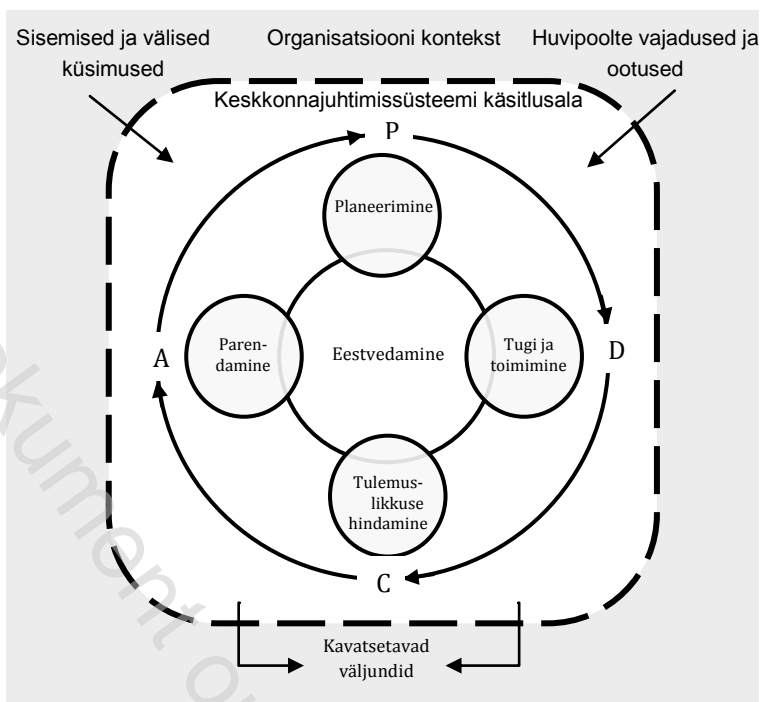 Sisemised ja välised
küsimused
Organisatsiooni kontekst
Huvipoolte vajadused ja
ootused
Keskkonnajuhtimissüsteemi käsitlusala
P
Planeerimine
Paren-
damine
A
Eestvedamine
Tugi ja
toimimine
D
Tulemus-
likkuse
hindamine
C
Kavatsetavad
väljundid